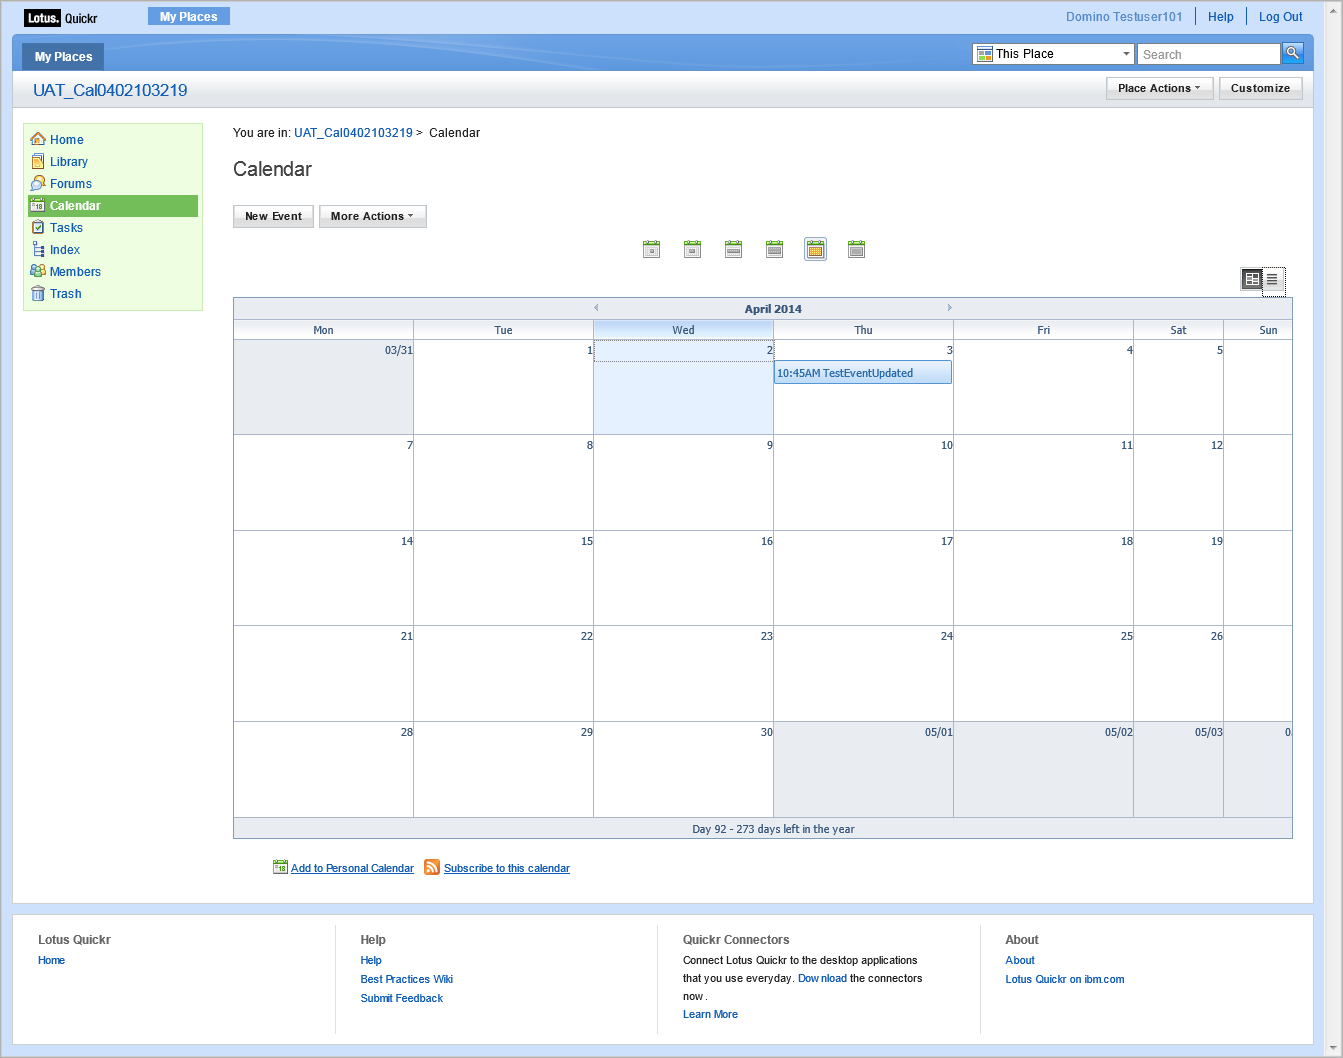 Lotus. Quickr My Places Domino Testuser101 Help Log Out
My Places This Place Search
UAT_Cal0402103219 Place Actions Customize
Home
Library
Forums
Calendar
Tasks
Index
Members
Trash
You are in: UAT_Cal0402103219 > Calendar
Calendar
New Event More Actions
April 2014
Mon Tue Wed Thu Fri Sat Sun
03/31 1 2 3 4 5
10:45AM TestEventUpdated
7 8 9 10 11 12
14 15 16 17 18 19
21 22 23 24 25 26
28 29 30 05/01 05/02 05/03 0
Day 92 - 273 days left in the year
Add to Personal Calendar Subscribe to this calendar
Lotus Quickr
Home
Help
Help
Best Practices Wiki
Submit Feedback
Quickr Connectors
Connect Lotus Quickr to the desktop applications
that you use everyday. Download the connectors
now .
Learn More
About
About
Lotus Quickr on ibm.com